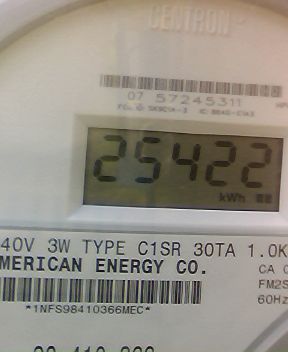 CENTRON
07 57245311
25422
kWh
40V 3W TYPE C1SR 30TA 1.0K
MERICAN ENERGY CO.
CA 0
FM2S
60Hz
*1NFS98410366MEC*